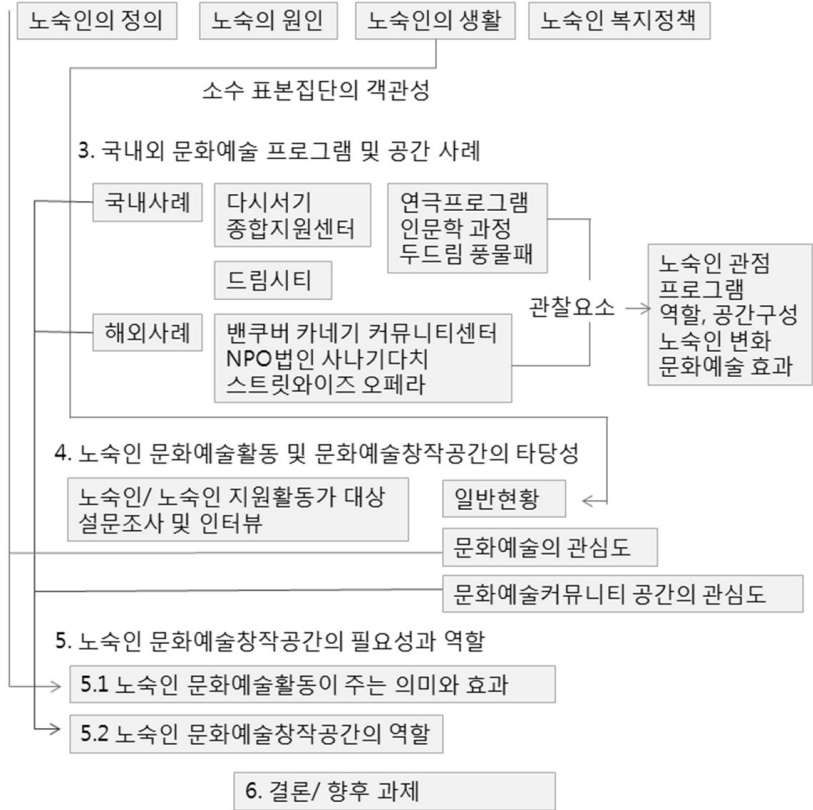 노숙인의 정의
노숙의 원인
노숙인의 생활
노숙인 복지정책
소수 표본집단의 객관성
3. 국내외 문화예술 프로그램 및 공간 사례
국내사례
다시서기
종합지원센터
연극프로그램
인문학 과정
두드림 풍물패
드림시티
해외사례
밴쿠버 카네기 커뮤니티센터
NPO법인 사나기다치
스트릿와이즈 오페라
관찰요소
노숙인 관점
프로그램
역할, 공간구성
노숙인 변화
문화예술 효과
4. 노숙인 문화예술활동 및 문화예술창작공간의 타당성
노숙인/ 노숙인 지원활동가 대상
설문조사 및 인터뷰
일반현황
문화예술의 관심도
문화예술커뮤니티 공간의 관심도
5. 노숙인 문화예술창작공간의 필요성과 역할
5.1 노숙인 문화예술활동이 주는 의미와 효과
5.2 노숙인 문화예술창작공간의 역할
6. 결론/ 향후 과제